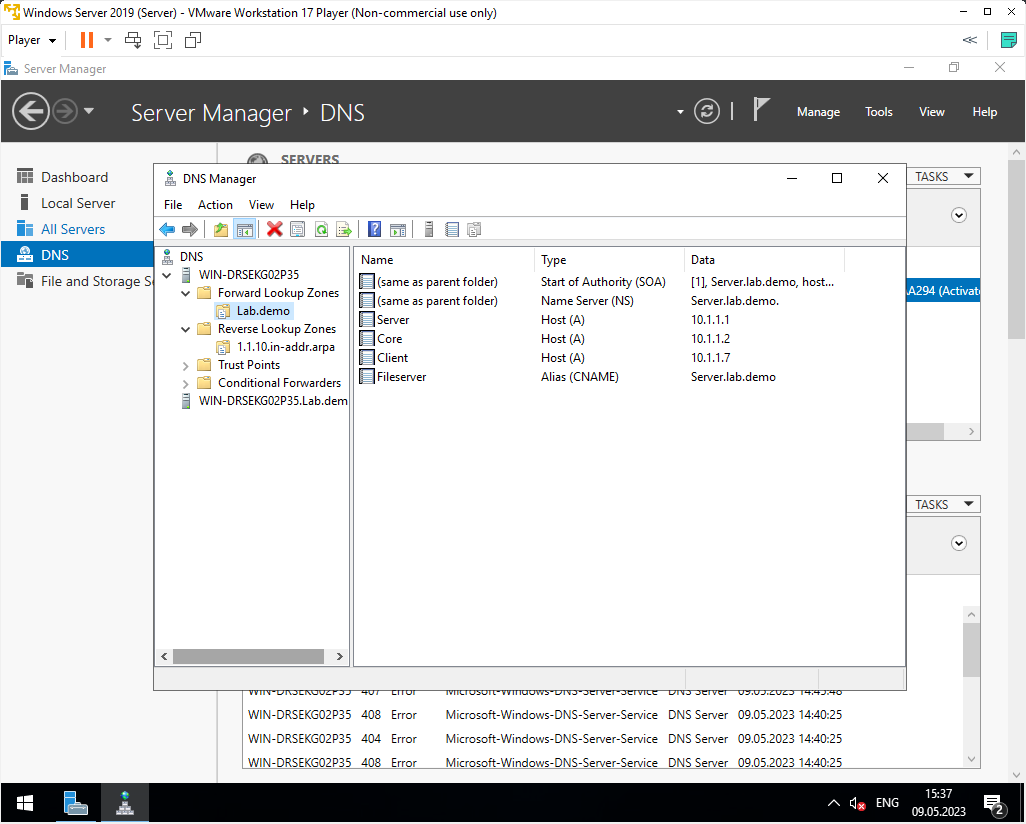 Windows Server 2019 (Server) - VMware Workstation 17 Player (Non-commercial use only)
Player
Server Manager
Server Manager DNS
Manage Tools View Help
Dashboard
Local Server
All Servers
DNS
File and Storage Se
SERVERS
TASKS
A294 (Activat
TASKS
DNS Manager
File Action View Help
DNS
WIN-DRSEKG02P35
Forward Lookup Zones
Lab.demo
Reverse Lookup Zones
1.1.10.in-addr.arpa
Trust Points
Conditional Forwarders
WIN-DRSEKG02P35.Lab.dem
Name Type Data
(same as parent folder) Start of Authority (SOA) [1], Server.lab.demo, host...
(same as parent folder) Name Server (NS) Server.lab.demo.
Server Host (A) 10.1.1.1
Core Host (A) 10.1.1.2
Client Host (A) 10.1.1.7
Fileserver Alias (CNAME) Server.lab.demo
WIN-DRSEKG02P35 407 Error Microsoft-Windows-DNS-Server-Service DNS Server 09.05.2023 14:45:48
WIN-DRSEKG02P35 408 Error Microsoft-Windows-DNS-Server-Service DNS Server 09.05.2023 14:40:25
WIN-DRSEKG02P35 404 Error Microsoft-Windows-DNS-Server-Service DNS Server 09.05.2023 14:40:25
WIN-DRSEKG02P35 408 Error Microsoft-Windows-DNS-Server-Service DNS Server 09.05.2023 14:40:25
ENG
15:37
09.05.2023
2